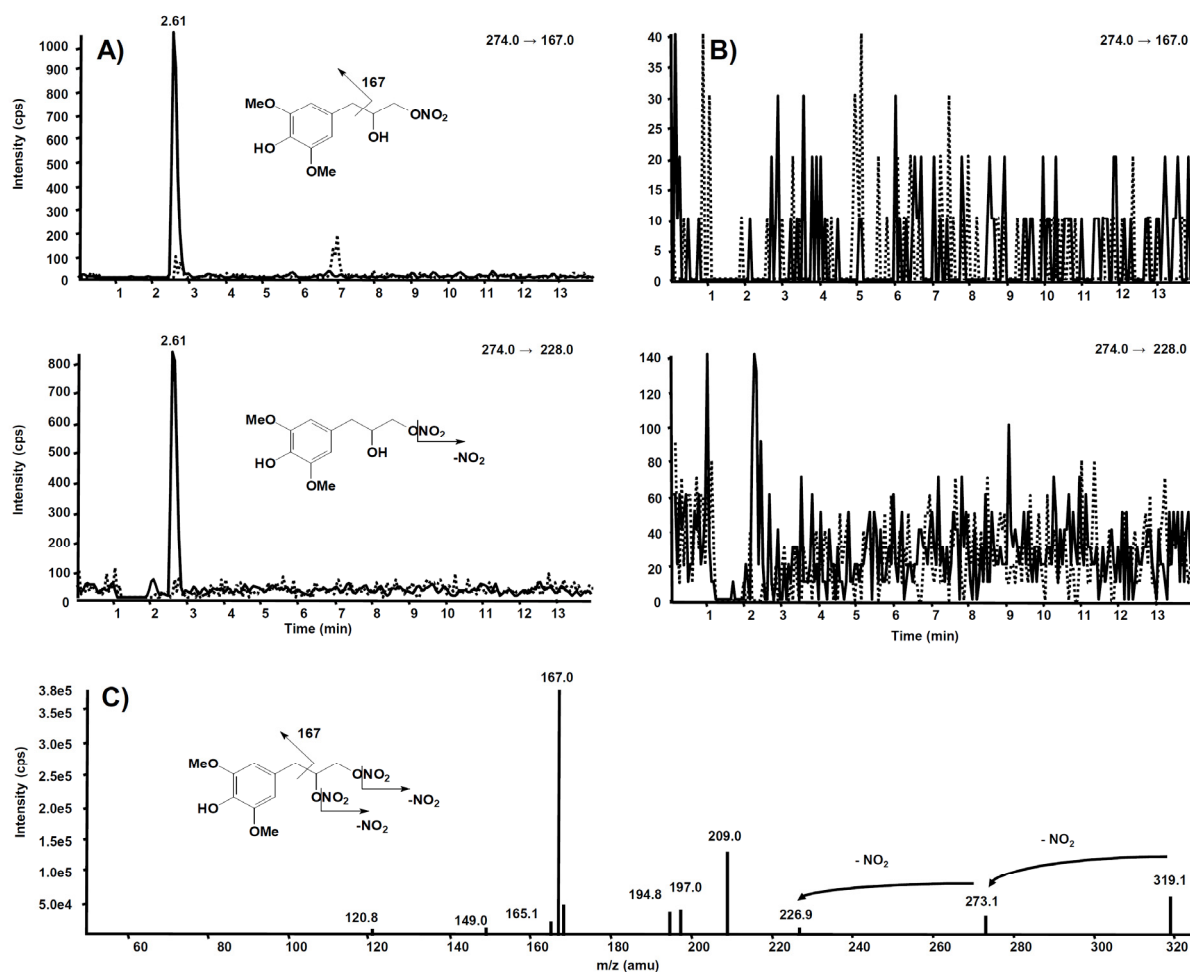 A)
2.61
274.0 → 167.0
1000
900
800
700
600
500
400
300
200
100
0
Intensity (cps)
167
MeO
HO
OMe
OH
ONO2
1 2 3 4 5 6 7 8 9 10 11 12 13
B)
274.0 → 167.0
40
35
30
25
20
15
10
5
0
1 2 3 4 5 6 7 8 9 10 11 12 13
2.61
274.0 → 228.0
800
700
600
500
400
300
200
100
0
Intensity (cps)
MeO
HO
OMe
OH
ONO2
-NO2
1 2 3 4 5 6 7 8 9 10 11 12 13
Time (min)
274.0 → 228.0
140
120
100
80
60
40
20
0
1 2 3 4 5 6 7 8 9 10 11 12 13
Time (min)
C)
3.8e5
3.5e5
3.0e5
2.5e5
2.0e5
1.5e5
1.0e5
5.0e4
Intensity (cps)
167
MeO
HO
OMe
ONO2
ONO2
-NO2
-NO2
120.8
149.0
165.1
167.0
194.8
197.0
209.0
226.9
273.1
319.1
- NO2
- NO2
60 80 100 120 140 160 180 200 220 240 260 280 300 320
m/z (amu)